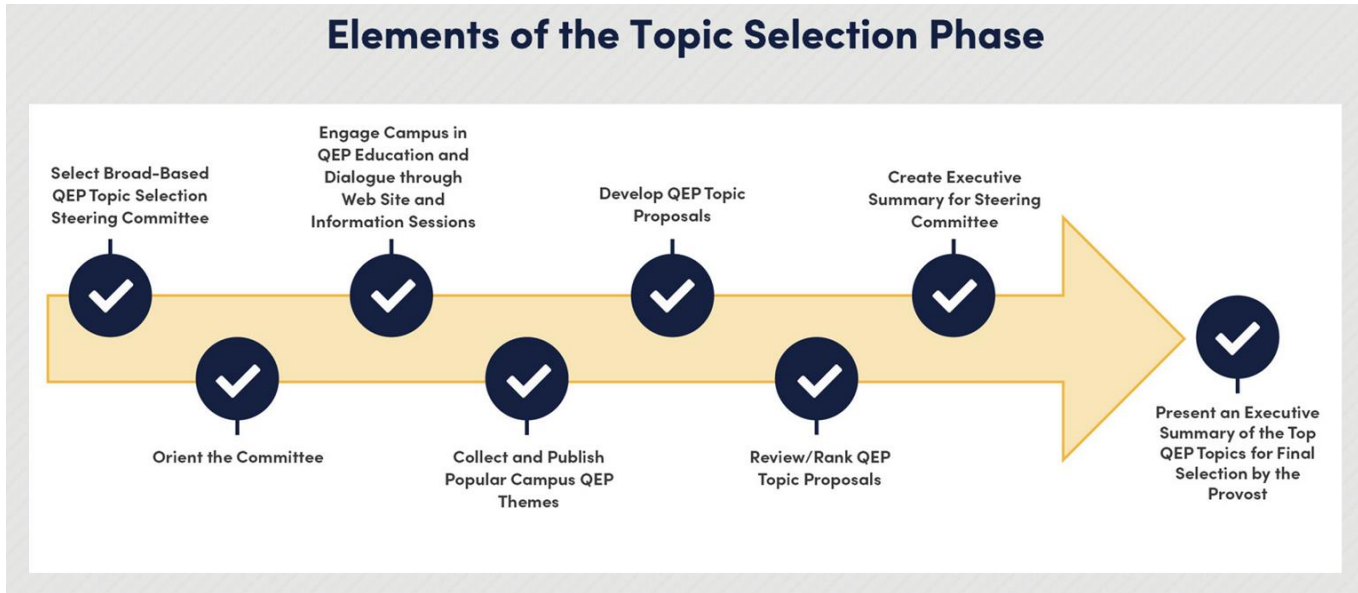 Elements of the Topic Selection Phase
Select Broad-Based
QEP Topic Selection
Steering Committee
Orient the Committee
Engage Campus in
QEP Education and
Dialogue through
Web Site and
Information Sessions
Collect and Publish
Popular Campus QEP
Themes
Develop QEP Topic
Proposals
Review/Rank QEP
Topic Proposals
Create Executive
Summary for Steering
Committee
Present an Executive
Summary of the Top
QEP Topics for Final
Selection by the
Provost